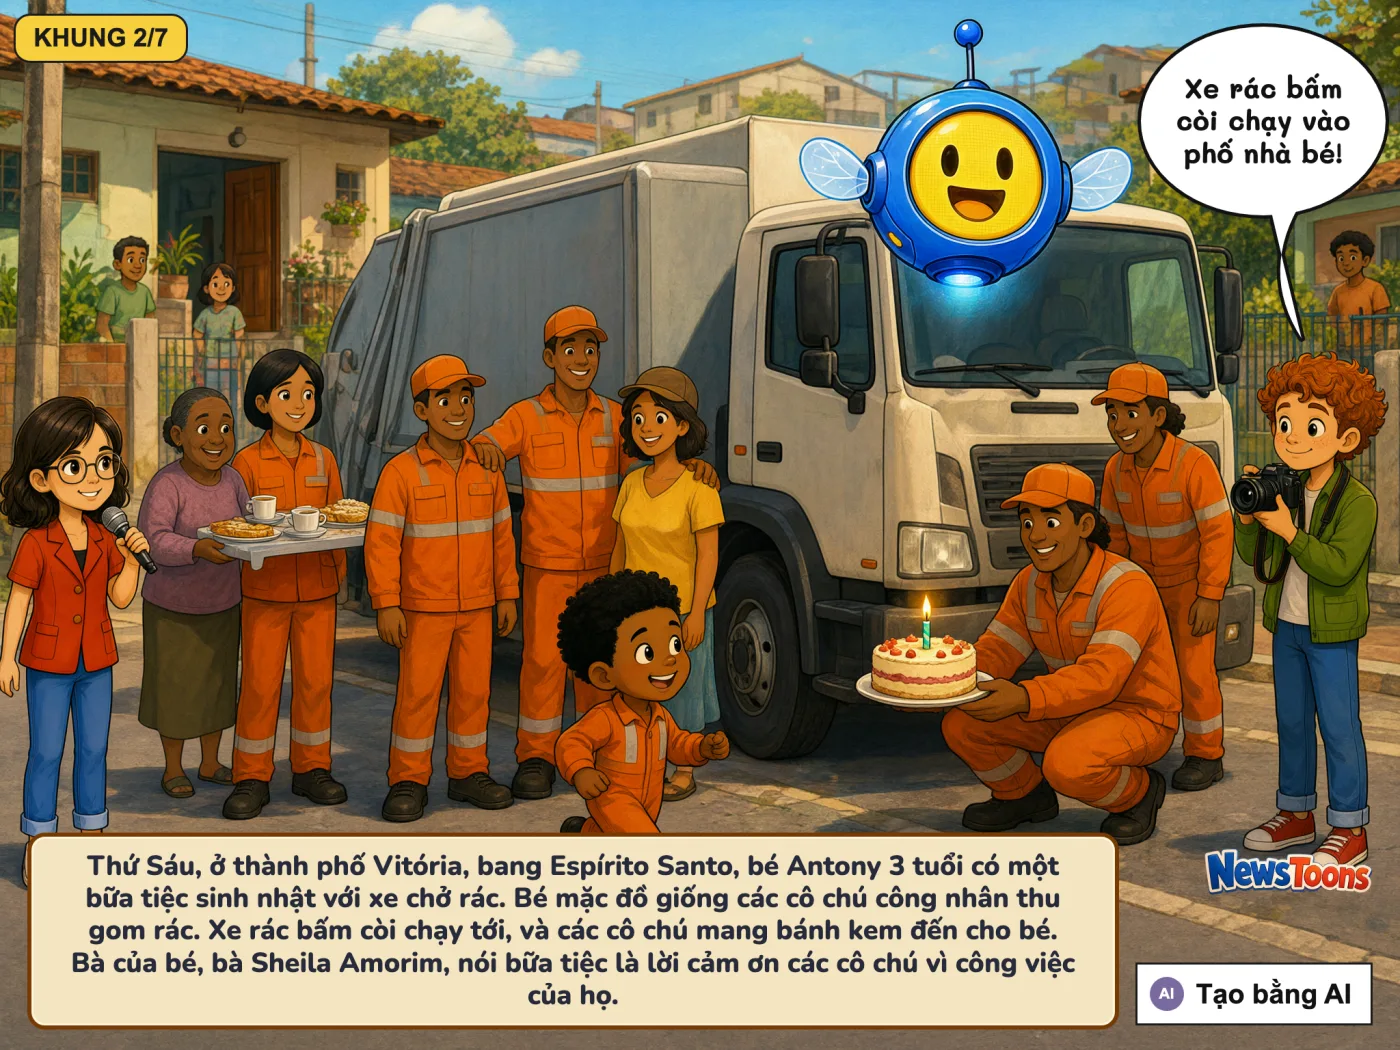 KHUNG 2/7
Xe rác bấm
còi chạy vào
phố nhà bé!
Thứ Sáu, ở thành phố Vitória, bang Espírito Santo, bé Antony 3 tuổi có một
bữa tiệc sinh nhật với xe chở rác. Bé mặc đồ giống các cô chú công nhân thu
gom rác. Xe rác bấm còi chạy tới, và các cô chú mang bánh kem đến cho bé.
Bà của bé, bà Sheila Amorim, nói bữa tiệc là lời cảm ơn các cô chú vì công việc
của họ.
NewsToons
AI Tạo bằng AI